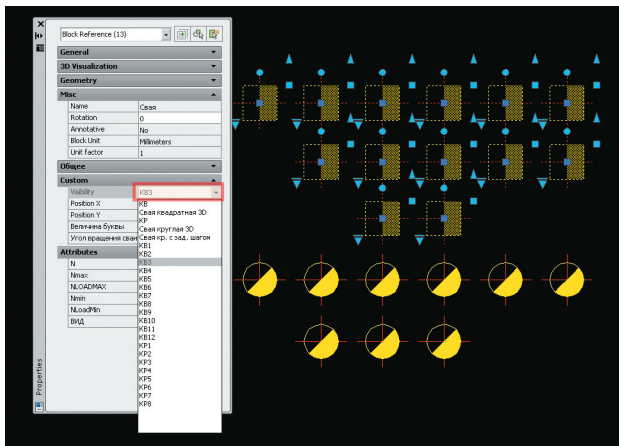 Block Reference (13)
General
3D Visualization
Geometry
Misc
Name Свая
Rotation 0
Annotative No
Block Unit Millimeters
Unit factor 1
Общее
Custom
Visibility КВ3
Position X
Position Y
Величина буквы
Угол вращения сваи
КВ
Свая квадратная 3D
КР
Свая круглая 3D
Свая кр. с зад. шагом
КВ1
КВ2
КВ3
КВ4
КВ5
КВ6
КВ7
КВ8
КВ9
КВ10
КВ11
КВ12
КР1
КР2
КР3
КР4
КР5
КР6
КР7
КР8
Attributes
N
Nmax
NLOADMAX
Nmin
NLoadMin
ВИД
Properties